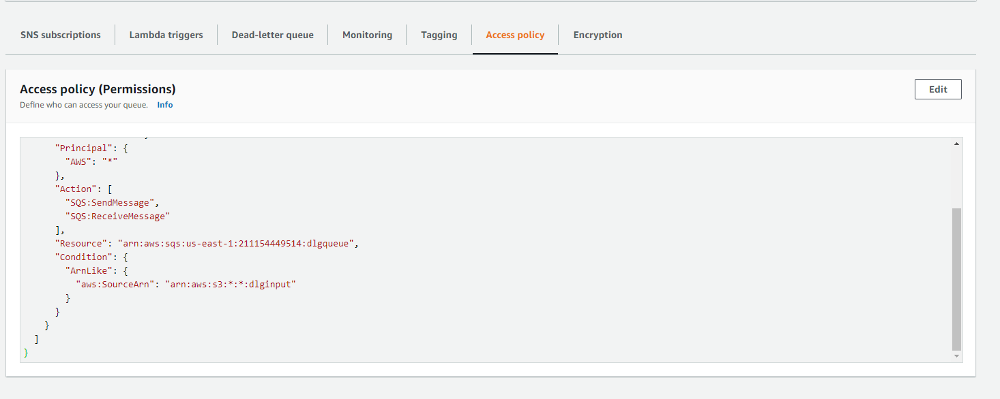 SNS subscriptions Lambda triggers Dead-letter queue Monitoring Tagging Access policy Encryption
Access policy (Permissions)
Edit
Define who can access your queue. Info
"Principal": {
"AWS": "*"
},
"Action": [
"SQS:SendMessage",
"SQS:ReceiveMessage"
],
"Resource": "arn:aws:sqs:us-east-1:211154449514:dlgqueue",
"Condition": {
"ArnLike": {
"aws:SourceArn": "arn:aws:s3:*:*:dlginput"
}
}
}
]
}